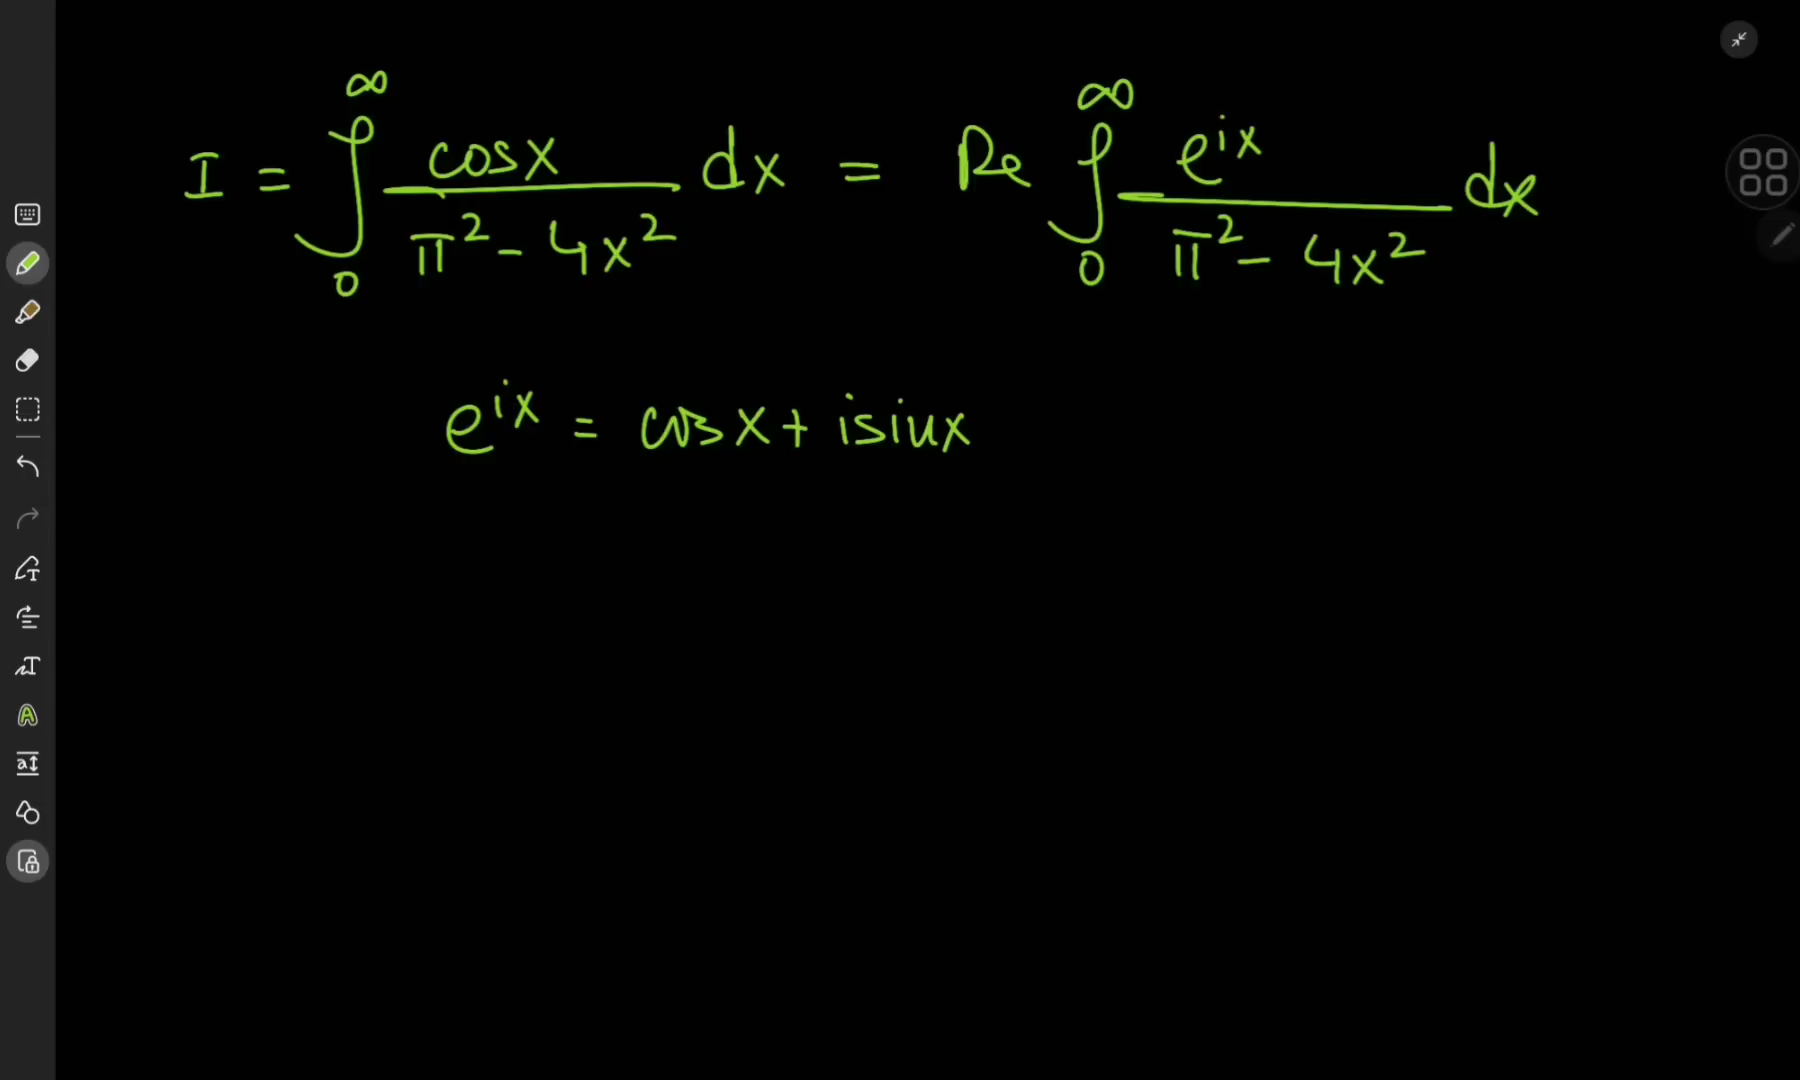 I = ∫₀^∞ cosx / (π² - 4x²) dx = Re ∫₀^∞ e^{ix} / (π² - 4x²) dx
e^{ix} = cosx + isinx